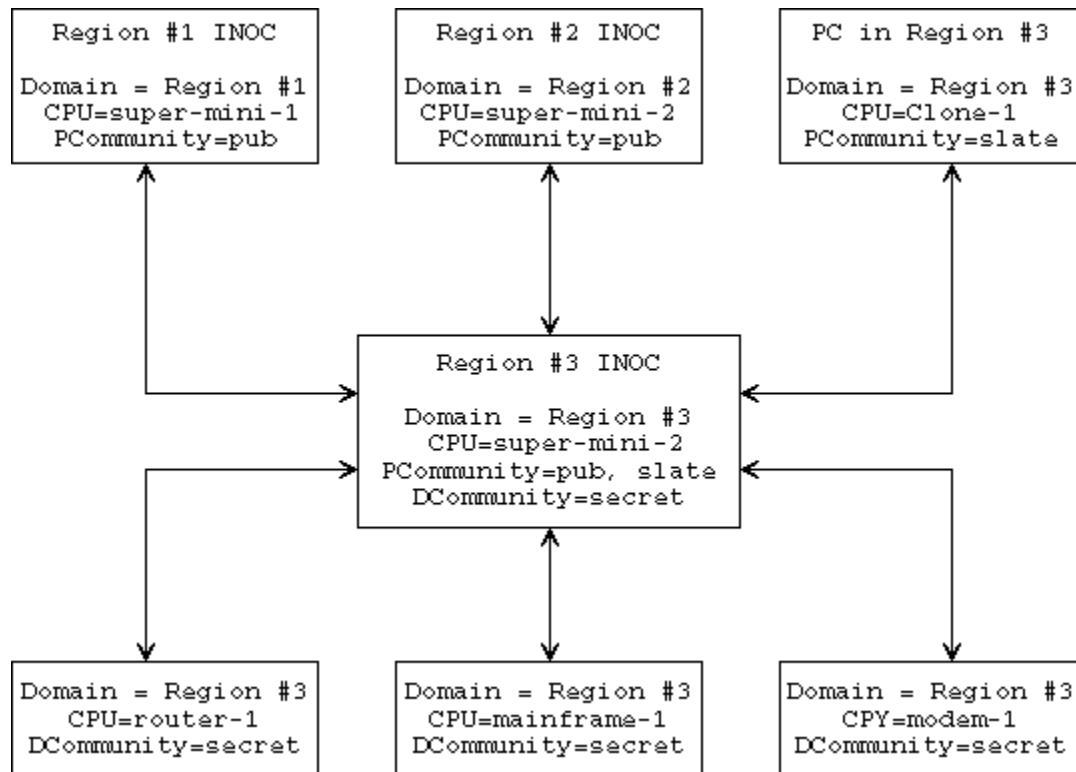 Region #1 INOC
Domain = Region #1
CPU=super-mini-1
PCommunity=pub
Region #2 INOC
Domain = Region #2
CPU=super-mini-2
PCommunity=pub
PC in Region #3
Domain = Region #3
CPU=Clone-1
PCommunity=slate
Region #3 INOC
Domain = Region #3
CPU=super-mini-2
PCommunity=pub, slate
DCommunity=secret
Domain = Region #3
CPU=router-1
DCommunity=secret
Domain = Region #3
CPU=mainframe-1
DCommunity=secret
Domain = Region #3
CPY=modem-1
DCommunity=secret